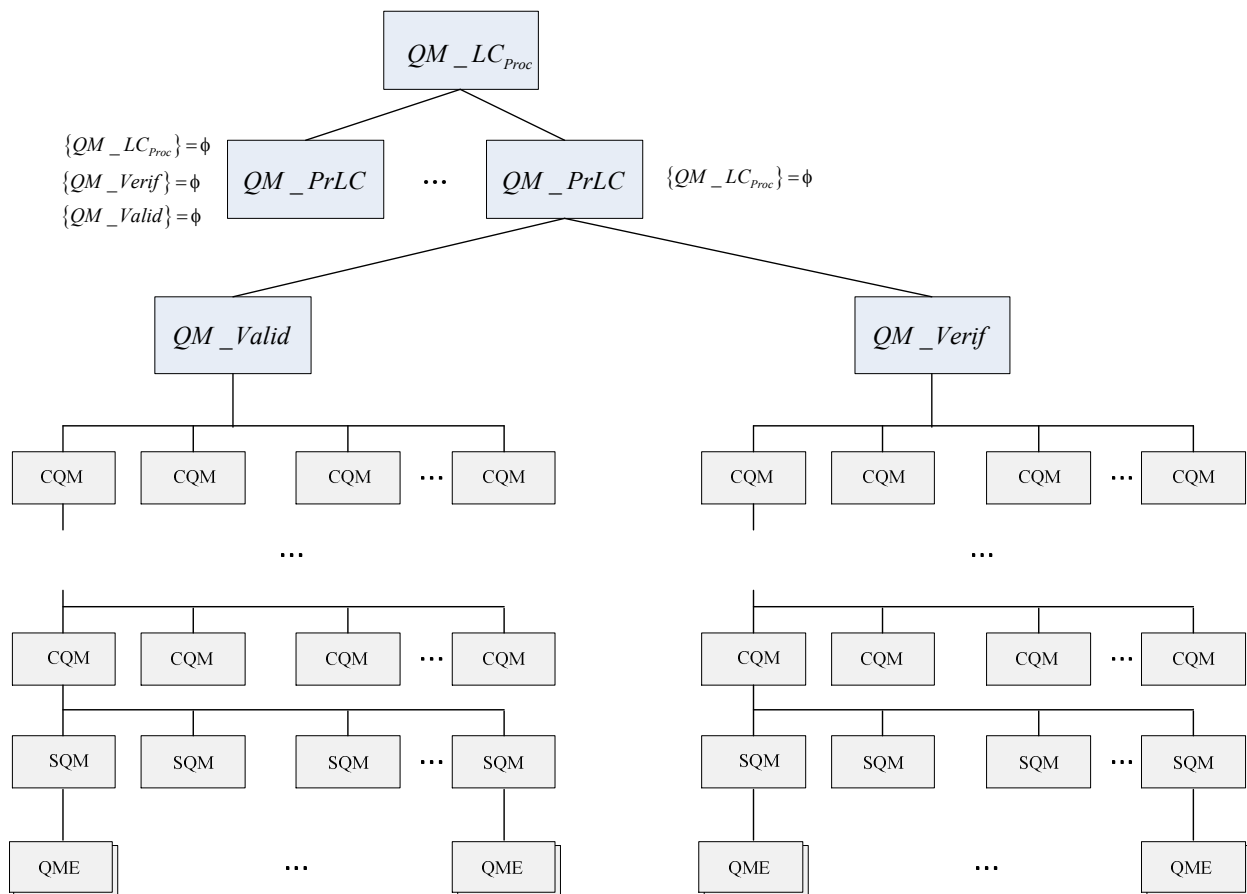 QM _ LC_Proc
{QM _ LC_Proc} = ϕ
{QM _ Verif} = ϕ
{QM _ Valid} = ϕ
QM _ PrLC ... QM _ PrLC
{QM _ LC_Proc} = ϕ
QM _Valid QM _Verif
CQM CQM CQM ... CQM CQM CQM CQM ... CQM
... ...
CQM CQM CQM ... CQM CQM CQM CQM ... CQM
SQM SQM SQM ... SQM SQM SQM SQM ... SQM
QME ... QME QME ... QME